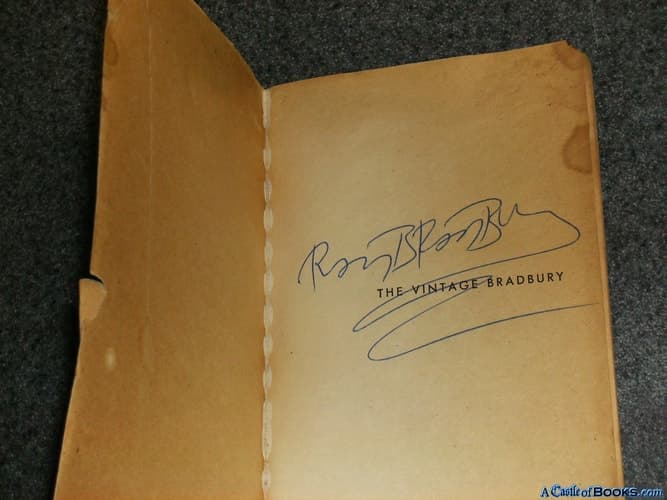 Ray Bradbury
THE VINTAGE BRADBURY
A Castle of BOOKS.com